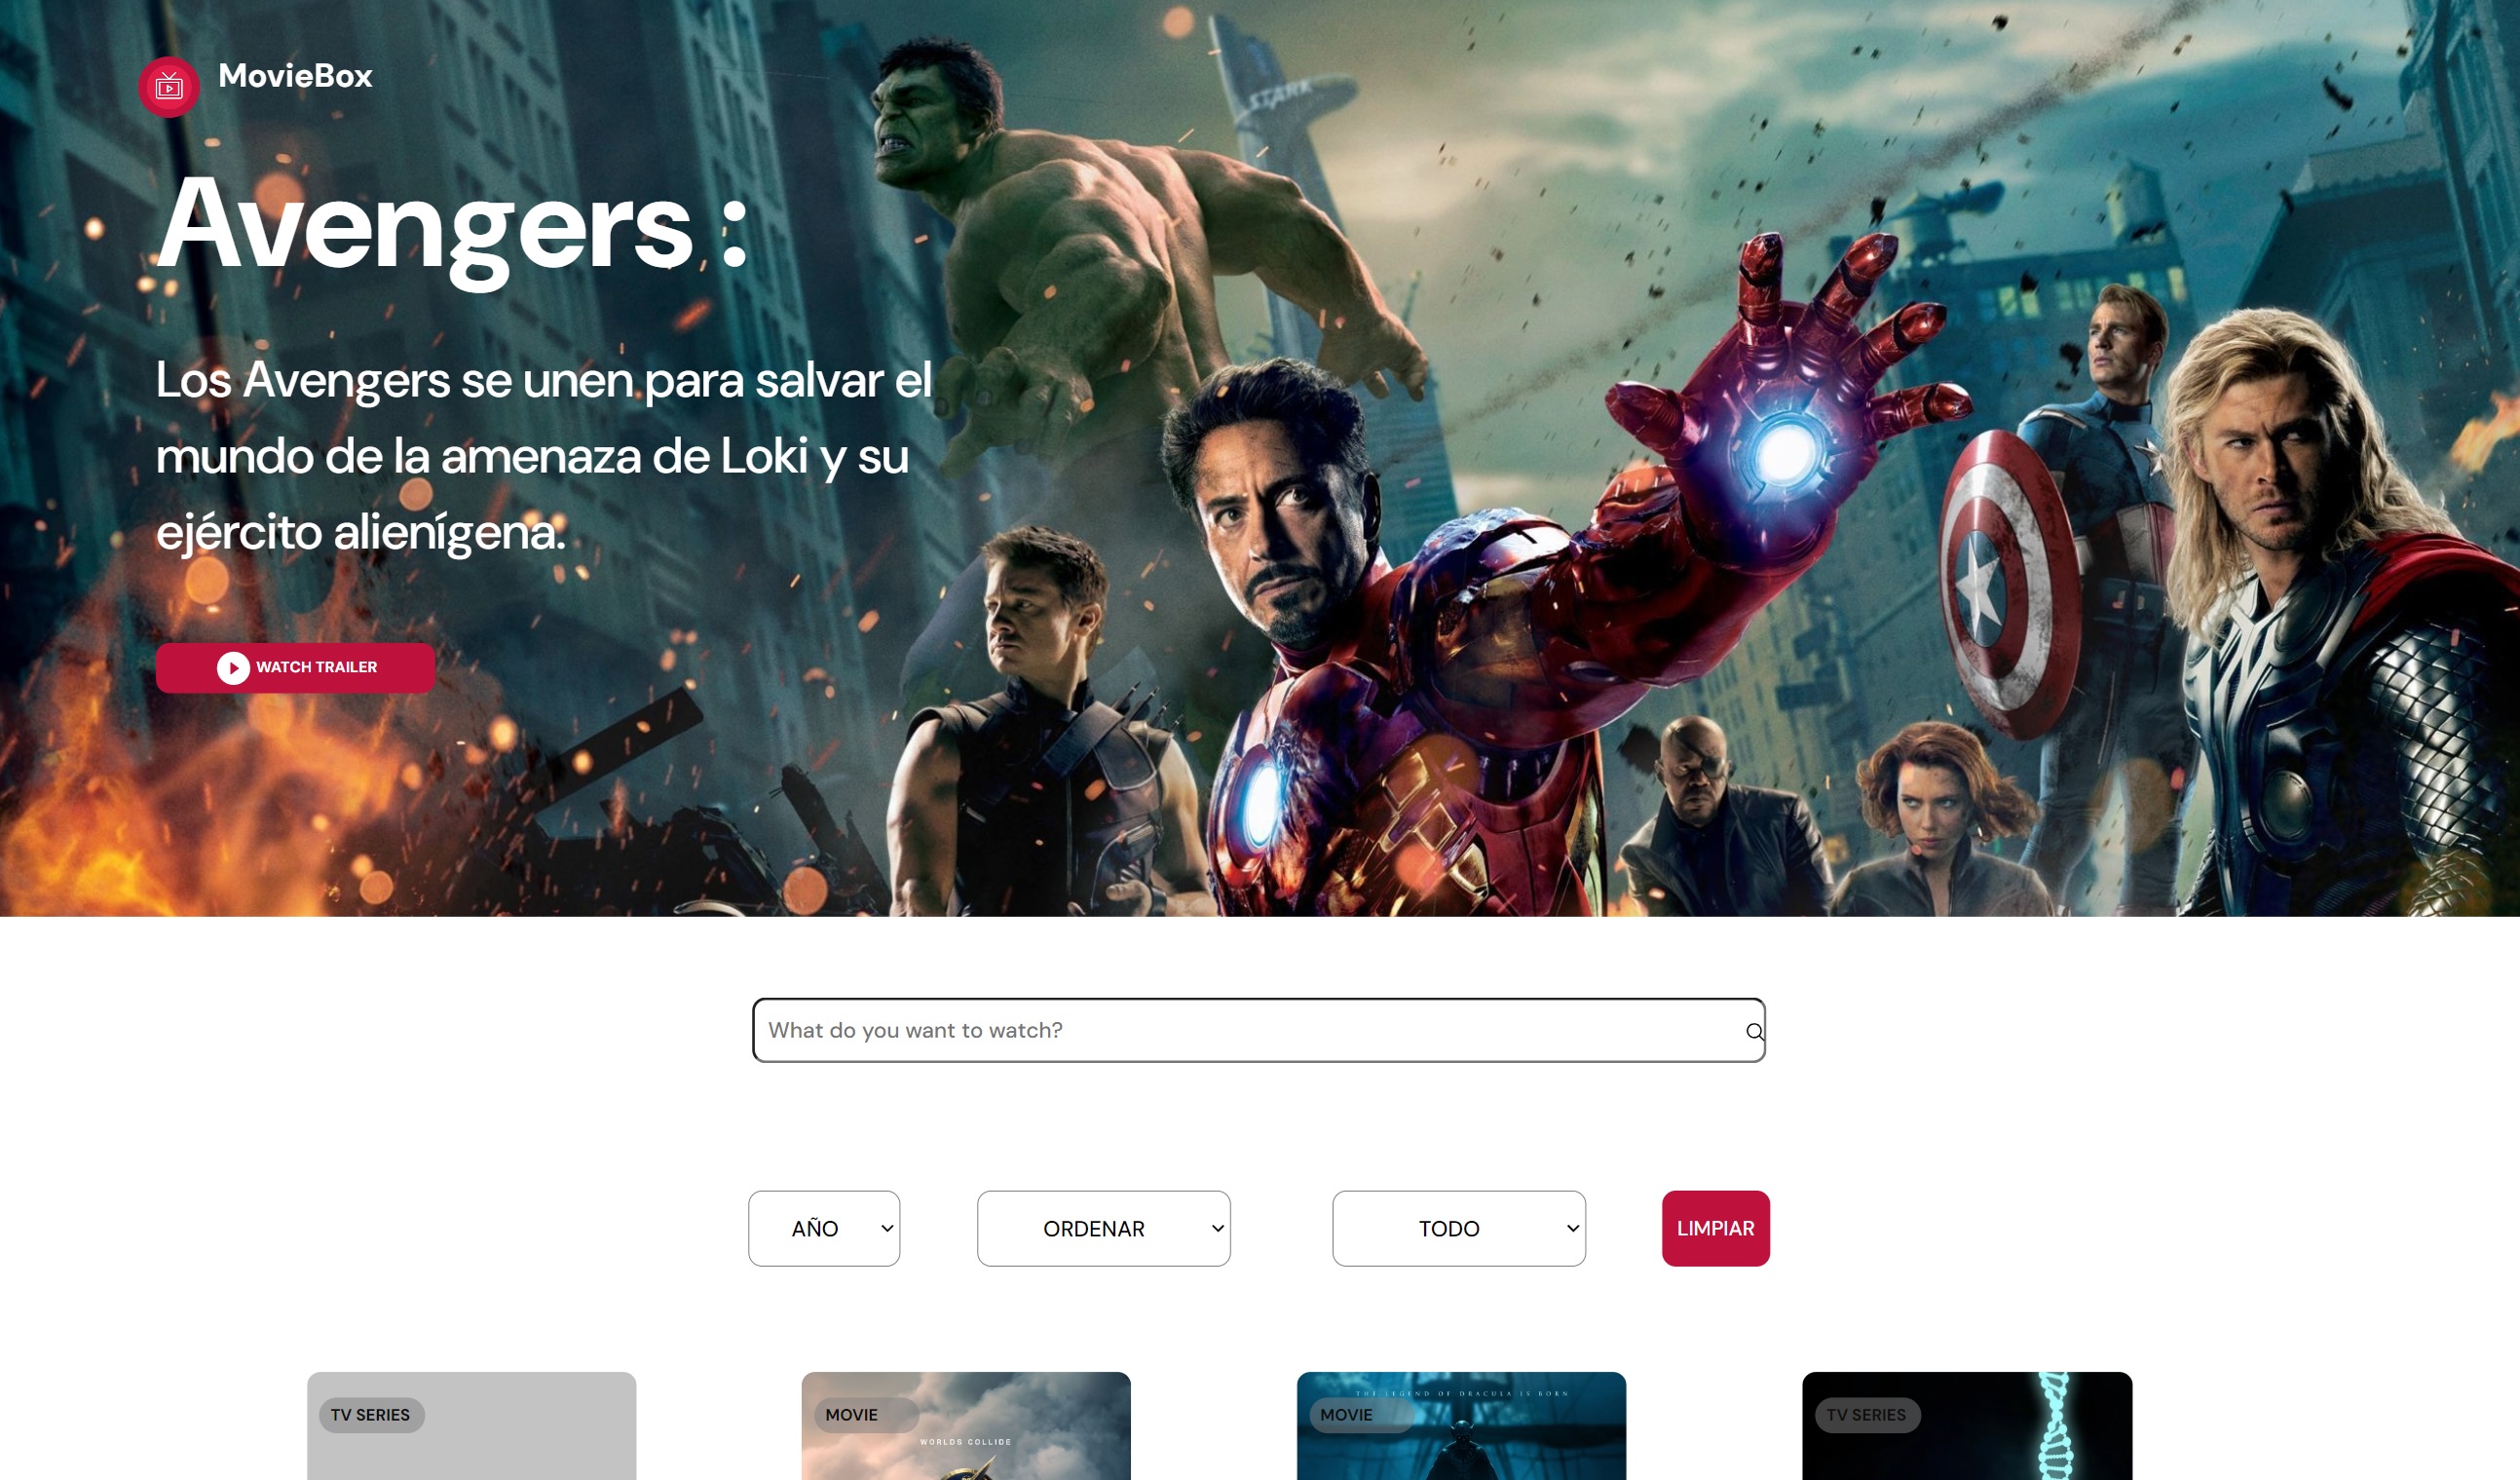 MovieBox
STARK
Avengers :
Los Avengers se unen para salvar el
mundo de la amenaza de Loki y su
ejército alienígena.
WATCH TRAILER
What do you want to watch?
AÑO
ORDENAR
TODO
LIMPIAR
TV SERIES
MOVIE
WORLDS COLLIDE
THE LEGEND OF DRACULA IS BORN
MOVIE
TV SERIES